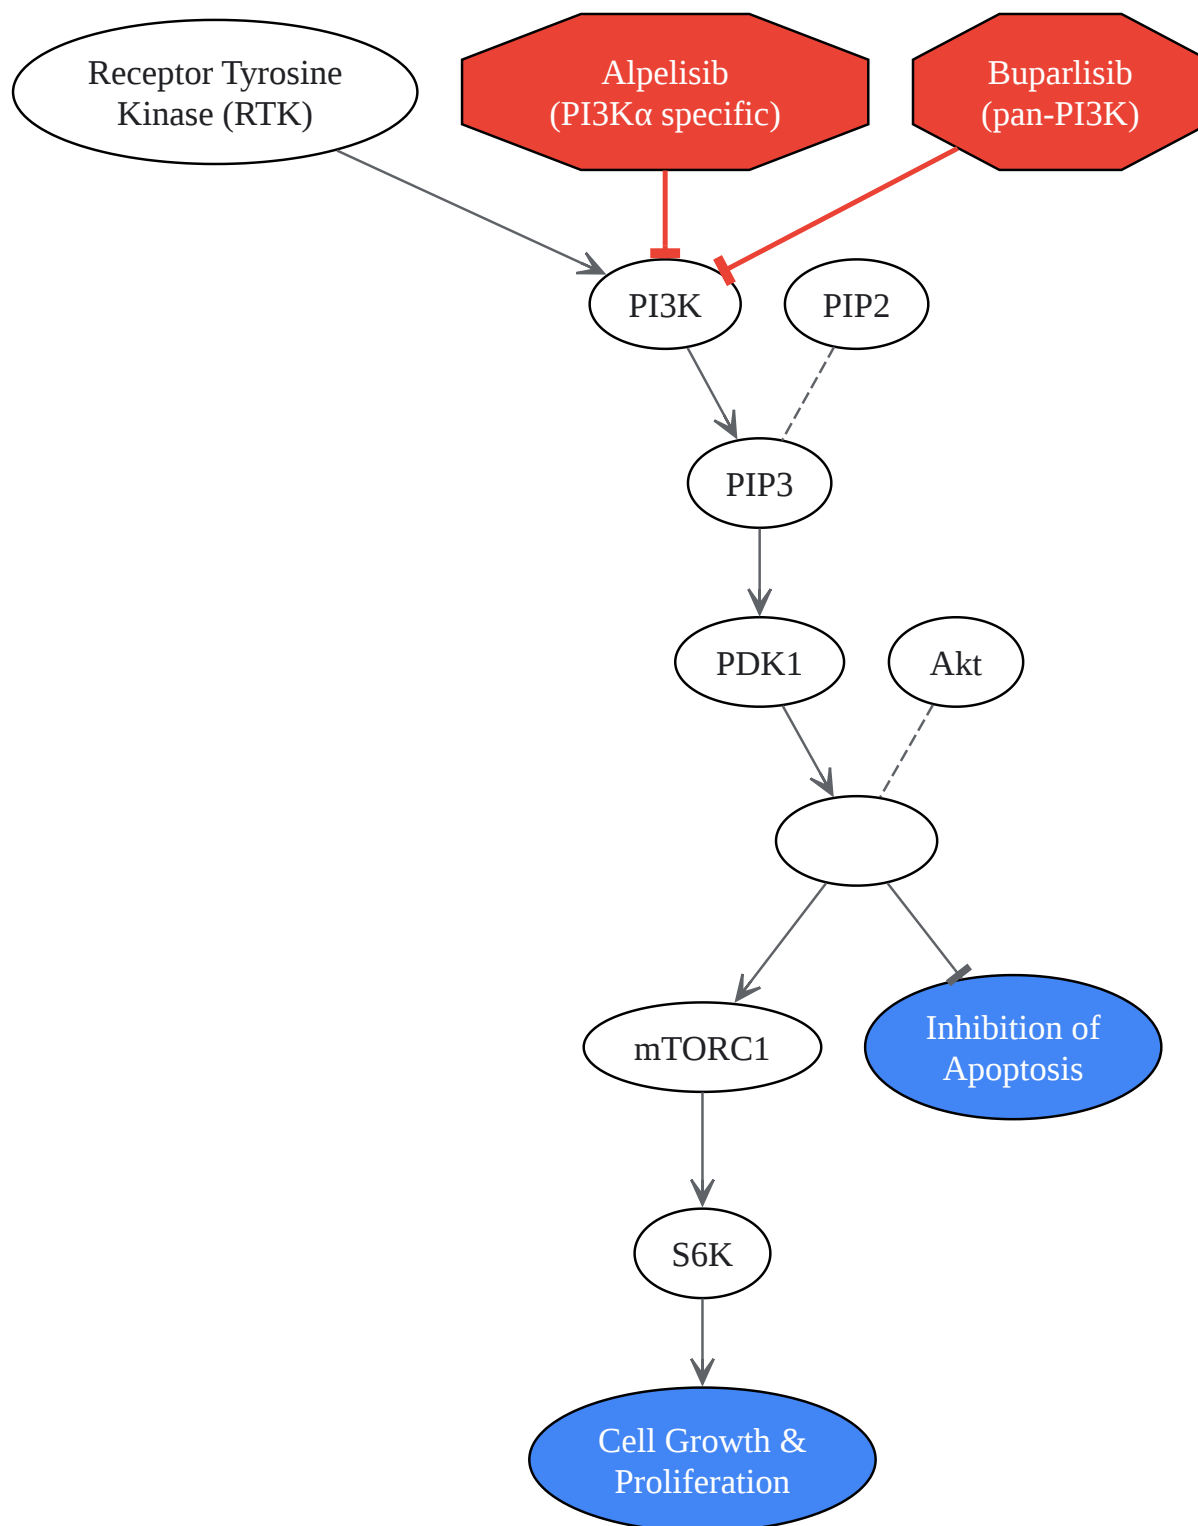 Receptor Tyrosine
Kinase (RTK)
Alpelisib
(PI3Kα specific)
Buparlisib
(pan-PI3K)
PI3K
PIP2
PIP3
PDK1
Akt
mTORC1
Inhibition of
Apoptosis
S6K
Cell Growth &
Proliferation